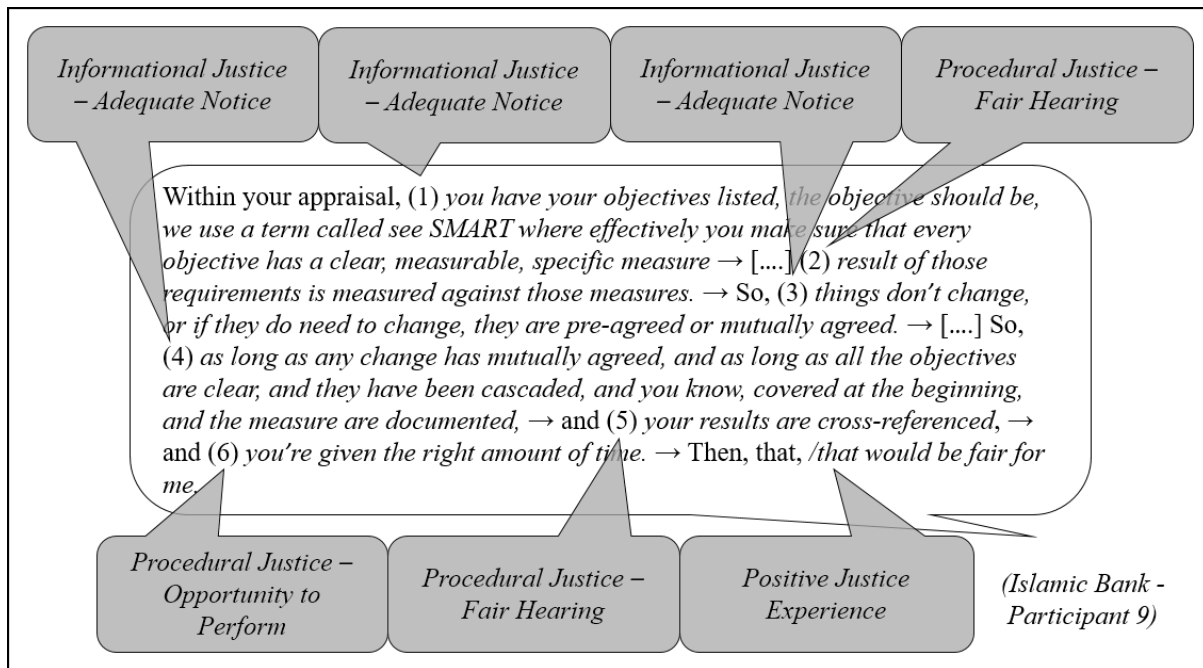 Informational Justice
– Adequate Notice
Informational Justice
– Adequate Notice
Informational Justice
– Adequate Notice
Procedural Justice –
Fair Hearing
Within your appraisal, (1) you have your objectives listed, the objective should be,
we use a term called see SMART where effectively you make sure that every
objective has a clear, measurable, specific measure → [....] (2) result of those
requirements is measured against those measures. → So, (3) things don't change,
or if they do need to change, they are pre-agreed or mutually agreed. → [....] So,
(4) as long as any change has mutually agreed, and as long as all the objectives
are clear, and they have been cascaded, and you know, covered at the beginning,
and the measure are documented, → and (5) your results are cross-referenced, →
and (6) you're given the right amount of time. → Then, that, /that would be fair for
me.
Procedural Justice –
Opportunity to
Perform
Procedural Justice –
Fair Hearing
Positive Justice
Experience
(Islamic Bank -
Participant 9)